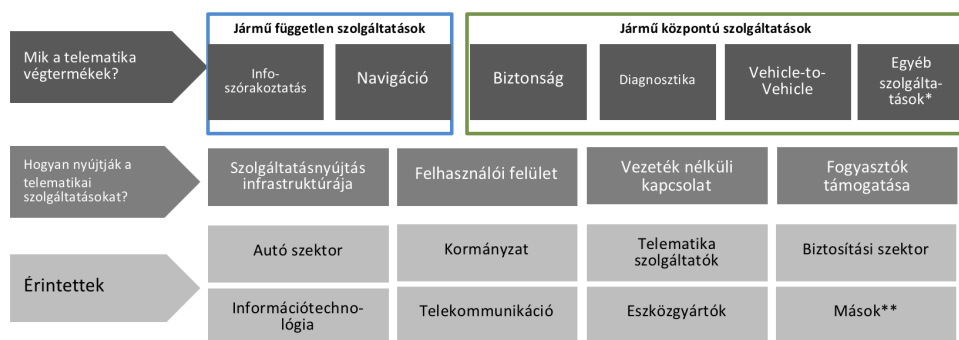 Jármű független szolgáltatások
Jármű központú szolgáltatások
Mik a telematika
végtermékek?
Info-
szórakoztatás
Navigáció
Biztonság
Diagnosztika
Vehicle-to-
Vehicle
Egyéb
szolgálta-
tások*
Hogyan nyújtják a
telematikai
szolgáltatásokat?
Szolgáltatásnyújtás
infrastruktúrája
Felhasználói felület
Vezeték nélküli
kapcsolat
Fogyasztók
támogatása
Érintettek
Autó szektor
Kormányzat
Telematika
szolgáltatók
Biztosítási szektor
Információtechno-
lógia
Telekommunikáció
Eszközgyártók
Mások**